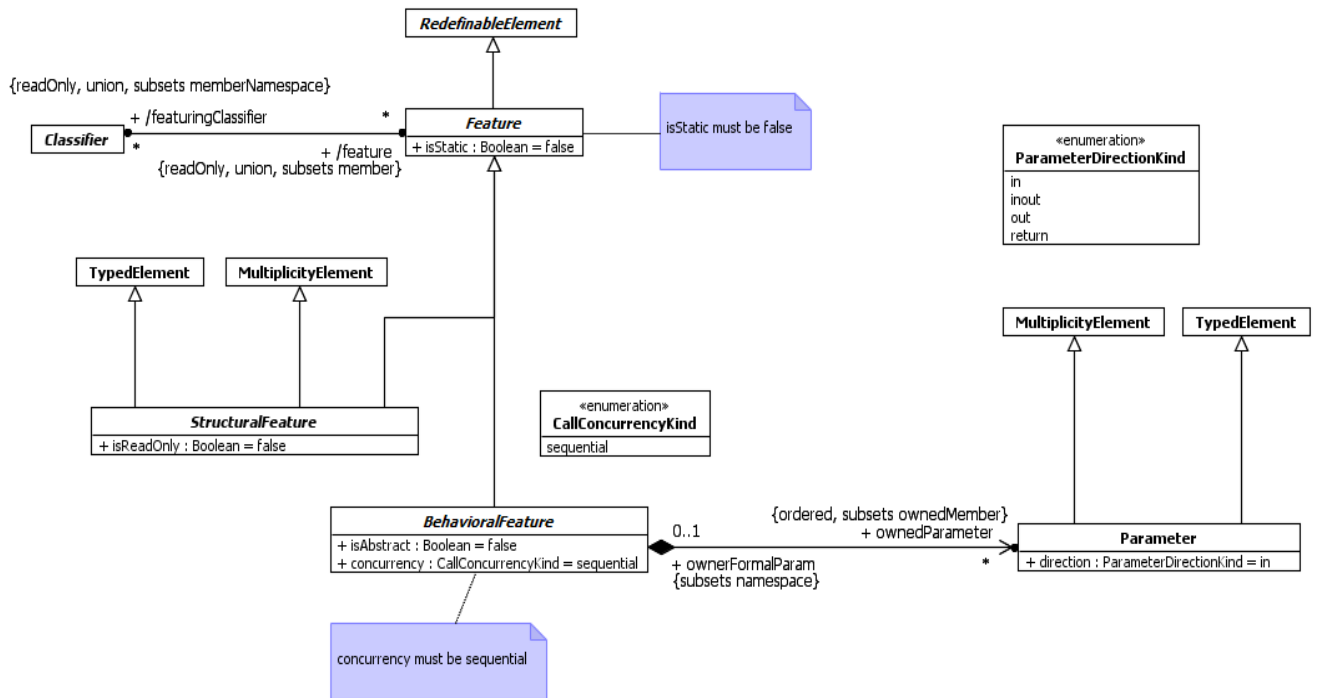 RedefinableElement
{readOnly, union, subsets memberNamespace}
+ /featuringClassifier
*
Feature
+ isStatic : Boolean = false
isStatic must be false
Classifier
*
+ /feature
{readOnly, union, subsets member}
«enumeration»
ParameterDirectionKind
in
inout
out
return
TypedElement
MultiplicityElement
MultiplicityElement
TypedElement
StructuralFeature
+ isReadOnly : Boolean = false
«enumeration»
CallConcurrencyKind
sequential
BehavioralFeature
+ isAbstract : Boolean = false
+ concurrency : CallConcurrencyKind = sequential
0..1
+ ownerFormalParam
{subsets namespace}
{ordered, subsets ownedMember}
+ ownedParameter
*
Parameter
+ direction : ParameterDirectionKind = in
concurrency must be sequential